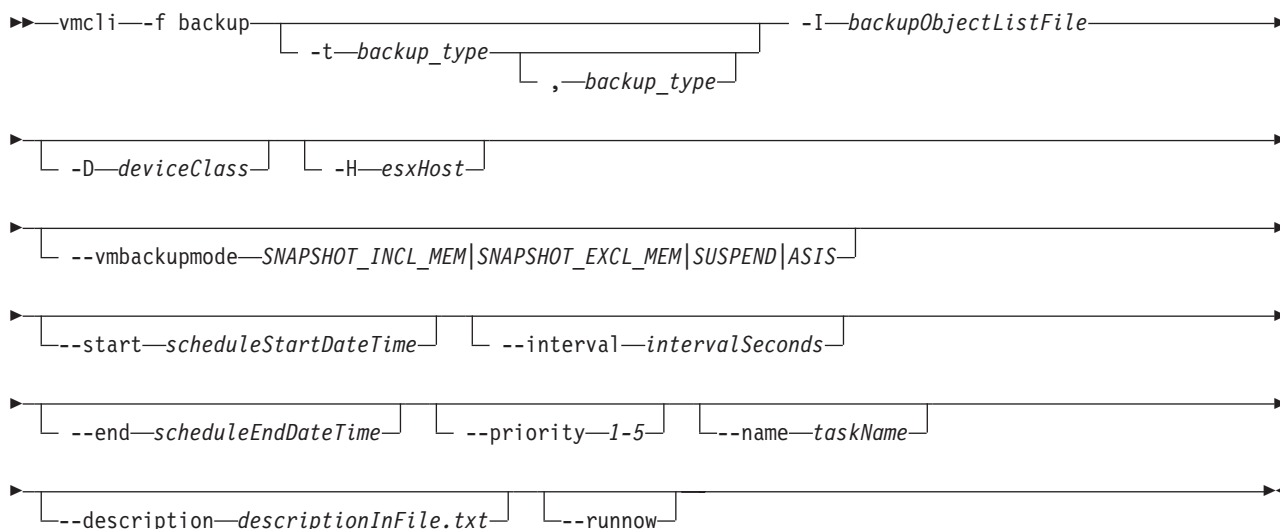 vmcli -f backup -I backupObjectListFile
-t backup_type
, backup_type
-D deviceClass -H esxHost
--vmbackupmode SNAPSHOT_INCL_MEM|SNAPSHOT_EXCL_MEM|SUSPEND|ASIS
--start scheduleStartDateTime --interval intervalSeconds
--end scheduleEndDateTime --priority 1-5 --name taskName
--description descriptionInFile.txt --runnow